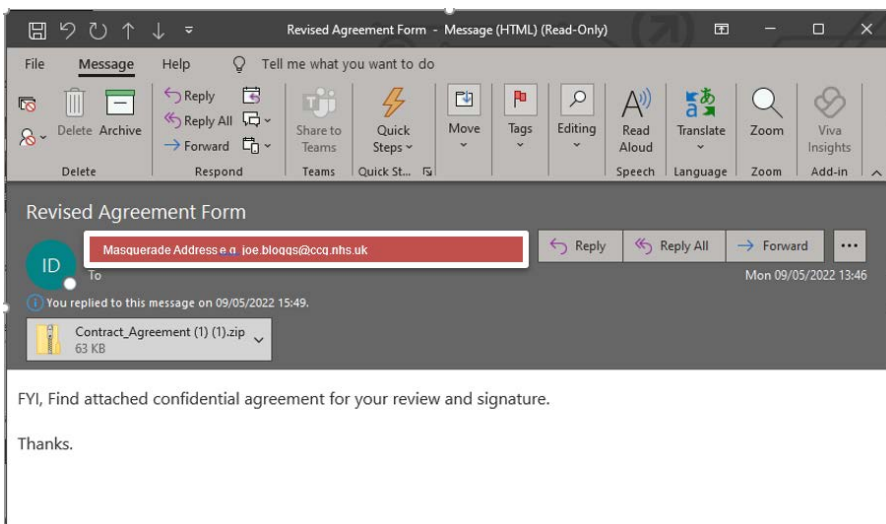 Revised Agreement Form - Message (HTML) (Read-Only)
File Message Help Tell me what you want to do
Delete Archive
Reply
Reply All
Forward
Share to Teams
Quick Steps
Move
Tags
Editing
Read Aloud
Translate
Zoom
Viva Insights
Delete Respond Teams Quick St... Speech Language Zoom Add-in
Revised Agreement Form
ID
Masquerade Address e.g. joe.bloggs@ccg.nhs.uk
Reply Reply All Forward
To
Mon 09/05/2022 13:46
You replied to this message on 09/05/2022 15:49.
Contract_Agreement (1) (1).zip
63 KB
FYI, Find attached confidential agreement for your review and signature.
Thanks.